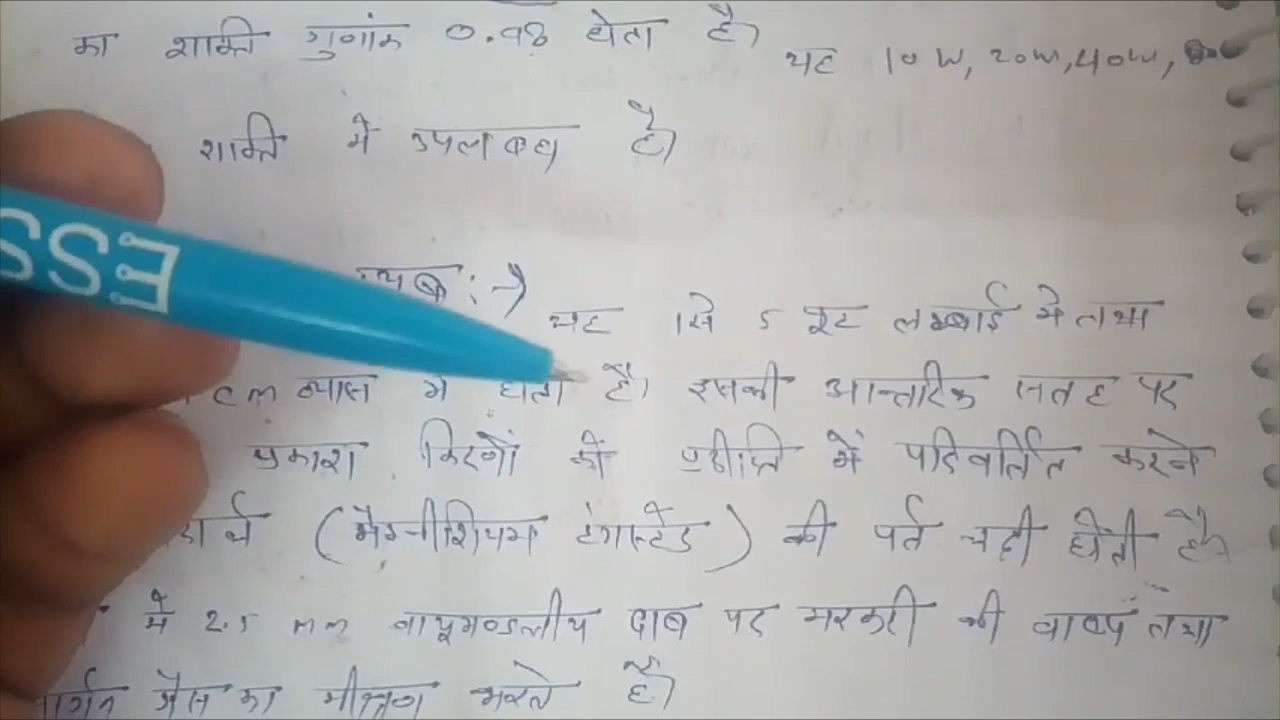 का शक्ति गुणांक 0.98 होता है। यह 10W, 20W, 40W,
शक्ति में उपलब्ध है।
ESS
यह से 5 फुट लम्बाई मे तथा
cm व्यास में होता है। इसकी आन्तरिक सतह पर
प्रकाश किरणों को प्रदीप्ति में परिवर्तित करने
(मैग्नीशियम टंगस्टेड) की पर्त चढ़ी होती है।
में 2.5 mm वायुमण्डलीय दाब पर मरकरी की वाष्प तथा
गैस का मीश्रण भरते है।